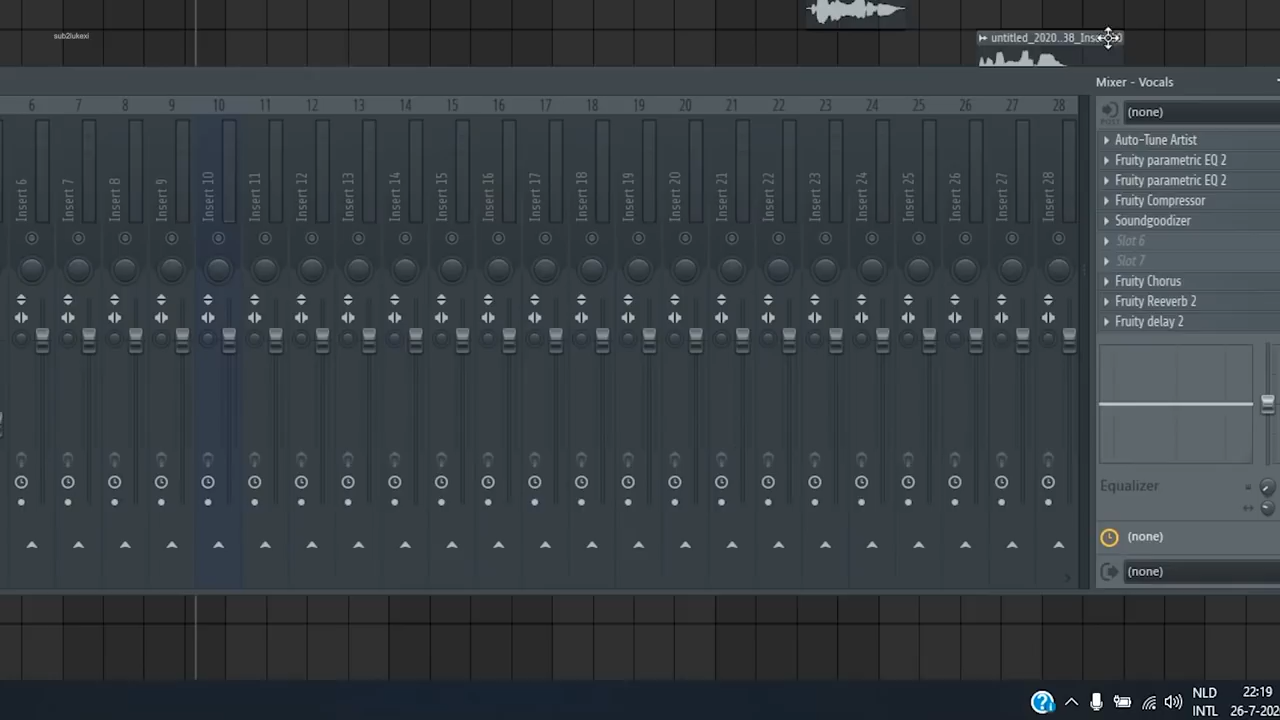 sub2lukexi
untitled_2020..38_Inse
Mixer - Vocals
6 7 8 9 10 11 12 13 14 15 16 17 18 19 20 21 22 23 24 25 26 27 28
POST (none)
Insert 6 Insert 7 Insert 8 Insert 9 Insert 10 Insert 11 Insert 12 Insert 13 Insert 14 Insert 15 Insert 16 Insert 17 Insert 18 Insert 19 Insert 20 Insert 21 Insert 22 Insert 23 Insert 24 Insert 25 Insert 26 Insert 27 Insert 28
Auto-Tune Artist
Fruity parametric EQ 2
Fruity parametric EQ 2
Fruity Compressor
Soundgoodizer
Slot 6
Slot 7
Fruity Chorus
Fruity Reeverb 2
Fruity delay 2
Equalizer
(none)
(none)
NLD 22:19
INTL 26-7-202